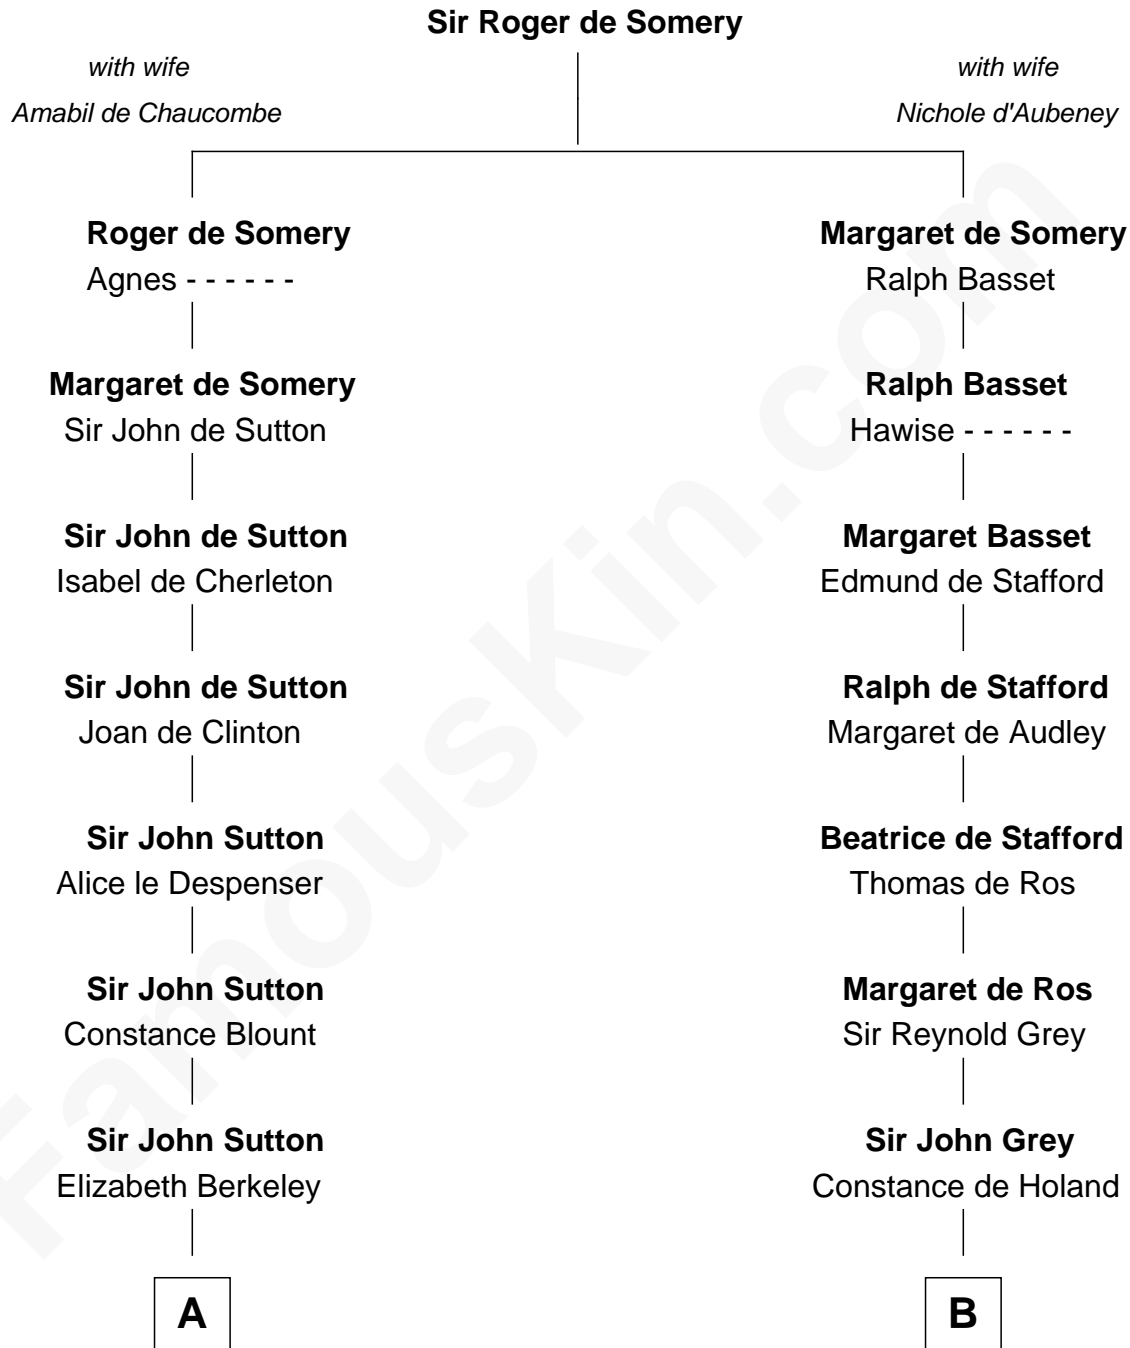 Sir Roger de Somery
with wife
Amabil de Chaucombe
with wife
Nichole d'Aubeney
Roger de Somery
Agnes - - - - - -
Margaret de Somery
Ralph Basset
Margaret de Somery
Sir John de Sutton
Ralph Basset
Hawise - - - - - -
Sir John de Sutton
Isabel de Cherleton
Margaret Basset
Edmund de Stafford
Sir John de Sutton
Joan de Clinton
Ralph de Stafford
Margaret de Audley
Sir John Sutton
Alice le Despenser
Beatrice de Stafford
Thomas de Ros
Sir John Sutton
Constance Blount
Margaret de Ros
Sir Reynold Grey
Sir John Sutton
Elizabeth Berkeley
Sir John Grey
Constance de Holand
A
B
FamousKin.com